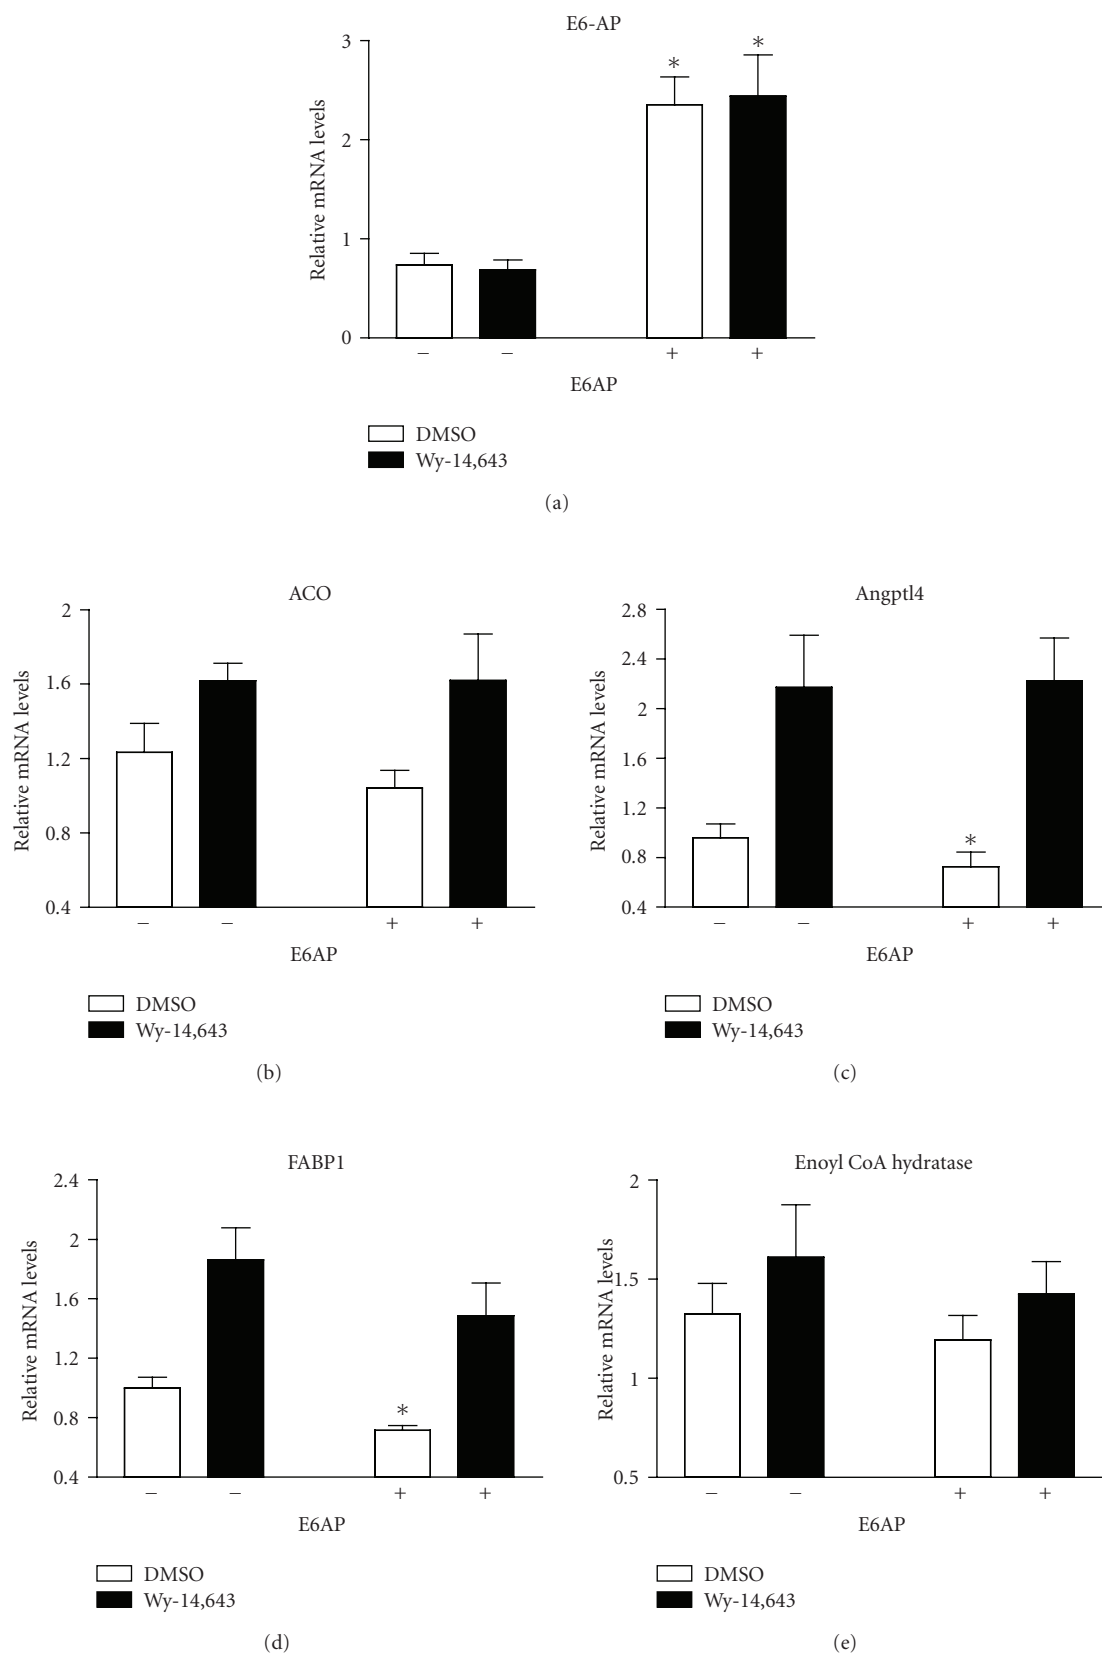 E6-AP
3
2
1
0
Relative mRNA levels
*
*
− − + +
E6AP
DMSO
Wy-14,643
(a)
ACO
2
1.6
1.2
0.8
0.4
Relative mRNA levels
− − + +
E6AP
DMSO
Wy-14,643
(b)
Angptl4
2.8
2.4
2
1.6
1.2
0.8
0.4
Relative mRNA levels
*
− − + +
E6AP
DMSO
Wy-14,643
(c)
FABP1
2.4
2
1.6
1.2
0.8
0.4
Relative mRNA levels
*
− − + +
E6AP
DMSO
Wy-14,643
(d)
Enoyl CoA hydratase
2
1.5
1
0.5
Relative mRNA levels
− − + +
E6AP
DMSO
Wy-14,643
(e)